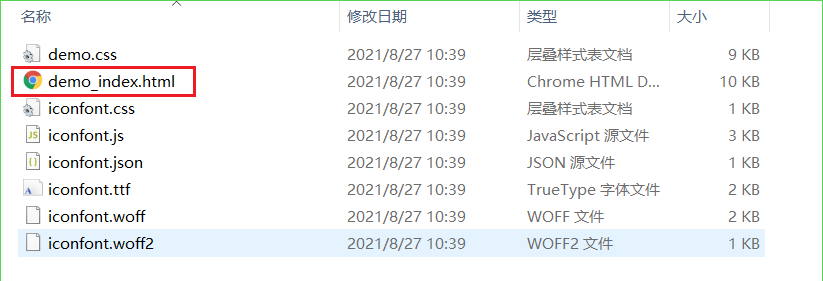 名称 修改日期 类型 大小
demo.css 2021/8/27 10:39 层叠样式表文档 9 KB
demo_index.html 2021/8/27 10:39 Chrome HTML D... 10 KB
iconfont.css 2021/8/27 10:39 层叠样式表文档 1 KB
iconfont.js 2021/8/27 10:39 JavaScript 源文件 3 KB
iconfont.json 2021/8/27 10:39 JSON 源文件 1 KB
iconfont.ttf 2021/8/27 10:39 TrueType 字体文件 2 KB
iconfont.woff 2021/8/27 10:39 WOFF 文件 2 KB
iconfont.woff2 2021/8/27 10:39 WOFF2 文件 1 KB